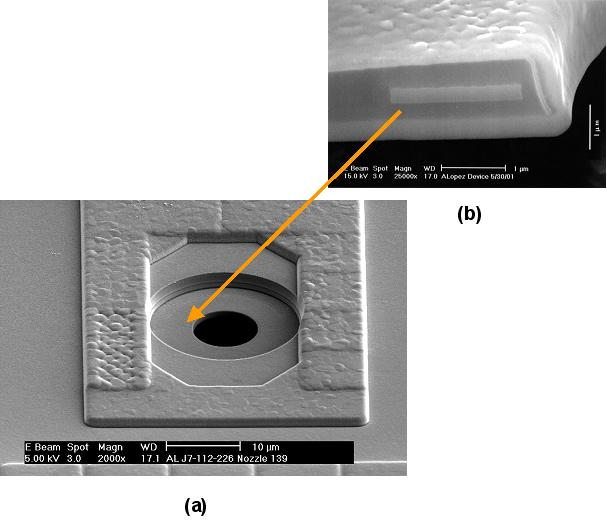 1 µm
E Beam Spot Magn WD 1 µm
15.0 kV 3.0 25000x 17.0 ALopez Device 5/30/01
(b)
E Beam Spot Magn WD 10 µm
5.00 kV 3.0 2000x 17.1 AL J7-112-226 Nozzle 139
(a)